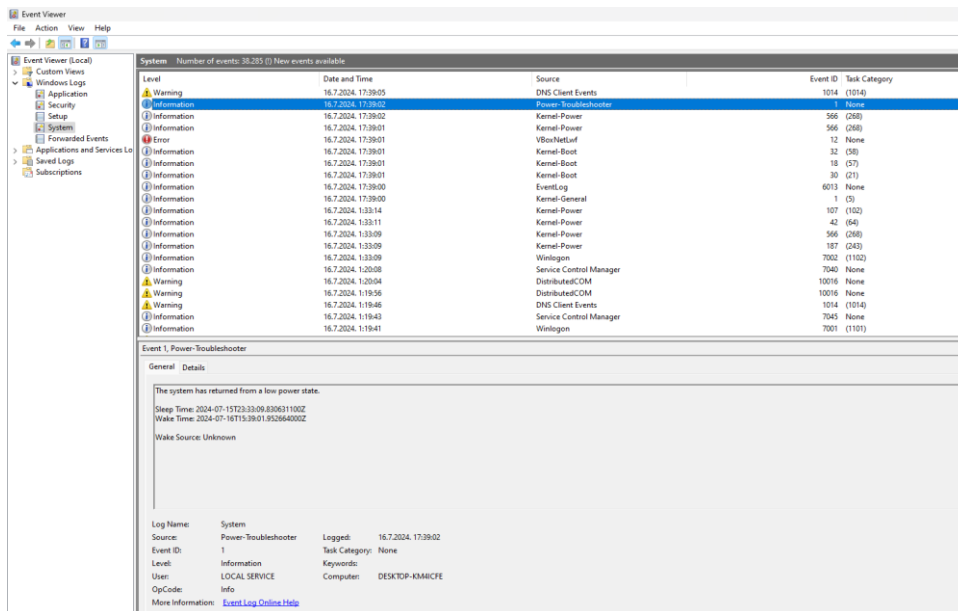 Event Viewer
File Action View Help
Event Viewer (Local)
Custom Views
Windows Logs
Application
Security
Setup
System
Forwarded Events
Applications and Services Lo
Saved Logs
Subscriptions
System Number of events: 38.285 (!) New events available
Level Date and Time Source Event ID Task Category
Warning 16.7.2024. 17:39:05 DNS Client Events 1014 (1014)
Information 16.7.2024. 17:39:02 Power-Troubleshooter 1 None
Information 16.7.2024. 17:39:02 Kernel-Power 566 (268)
Information 16.7.2024. 17:39:01 Kernel-Power 566 (268)
Error 16.7.2024. 17:39:01 VBoxNetLwf 12 None
Information 16.7.2024. 17:39:01 Kernel-Boot 32 (58)
Information 16.7.2024. 17:39:01 Kernel-Boot 18 (57)
Information 16.7.2024. 17:39:01 Kernel-Boot 30 (21)
Information 16.7.2024. 17:39:00 EventLog 6013 None
Information 16.7.2024. 17:39:00 Kernel-General 1 (5)
Information 16.7.2024. 1:33:14 Kernel-Power 107 (102)
Information 16.7.2024. 1:33:11 Kernel-Power 42 (64)
Information 16.7.2024. 1:33:09 Kernel-Power 566 (268)
Information 16.7.2024. 1:33:09 Kernel-Power 187 (243)
Information 16.7.2024. 1:33:09 Winlogon 7002 (1102)
Information 16.7.2024. 1:20:08 Service Control Manager 7040 None
Warning 16.7.2024. 1:20:04 DistributedCOM 10016 None
Warning 16.7.2024. 1:19:56 DistributedCOM 10016 None
Warning 16.7.2024. 1:19:46 DNS Client Events 1014 (1014)
Information 16.7.2024. 1:19:43 Service Control Manager 7045 None
Information 16.7.2024. 1:19:41 Winlogon 7001 (1101)
Event 1, Power-Troubleshooter
General Details
The system has returned from a low power state.
Sleep Time: 2024-07-15T23:33:09.830631100Z
Wake Time: 2024-07-16T15:39:01.952664000Z
Wake Source: Unknown
Log Name: System
Source: Power-Troubleshooter Logged: 16.7.2024. 17:39:02
Event ID: 1 Task Category: None
Level: Information Keywords:
User: LOCAL SERVICE Computer: DESKTOP-KM4ICFE
OpCode: Info
More Information: Event Log Online Help